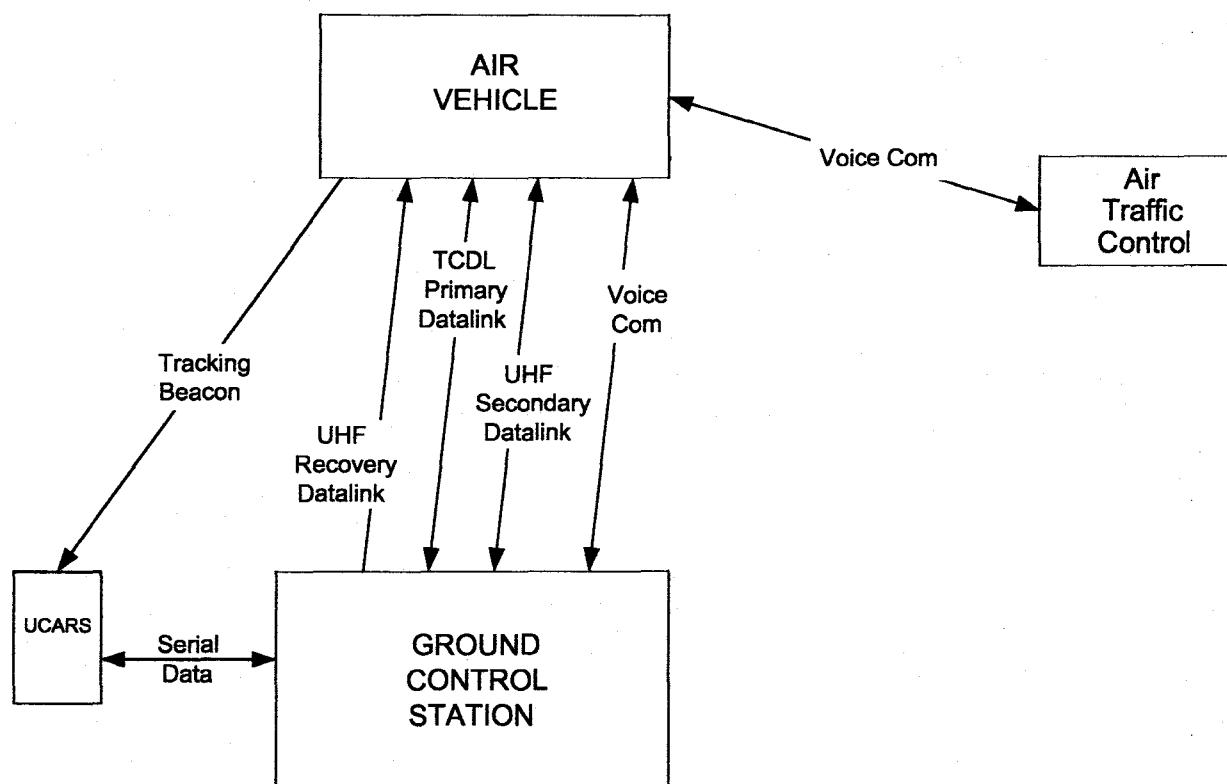 AIR
VEHICLE
Voice Com
Air
Traffic
Control
TCDL
Primary
Datalink
Voice
Com
Tracking
Beacon
UHF
Secondary
Datalink
UHF
Recovery
Datalink
UCARS
Serial
Data
GROUND
CONTROL
STATION